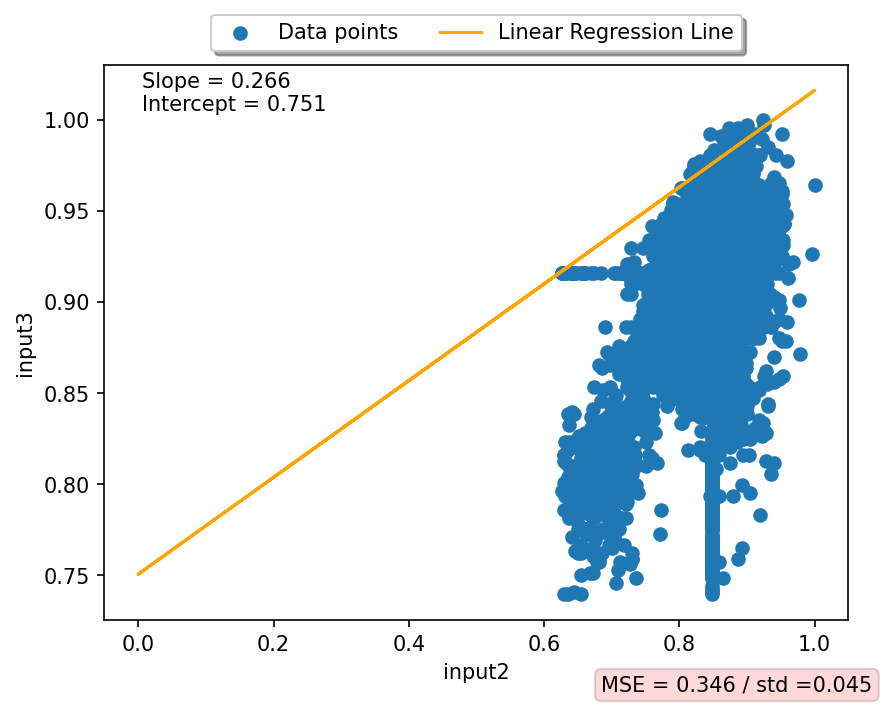 Data points
Linear Regression Line
Slope = 0.266
Intercept = 0.751
1.00
0.95
0.90
0.85
0.80
0.75
input3
0.0 0.2 0.4 0.6 0.8 1.0
input2
MSE = 0.346 / std =0.045